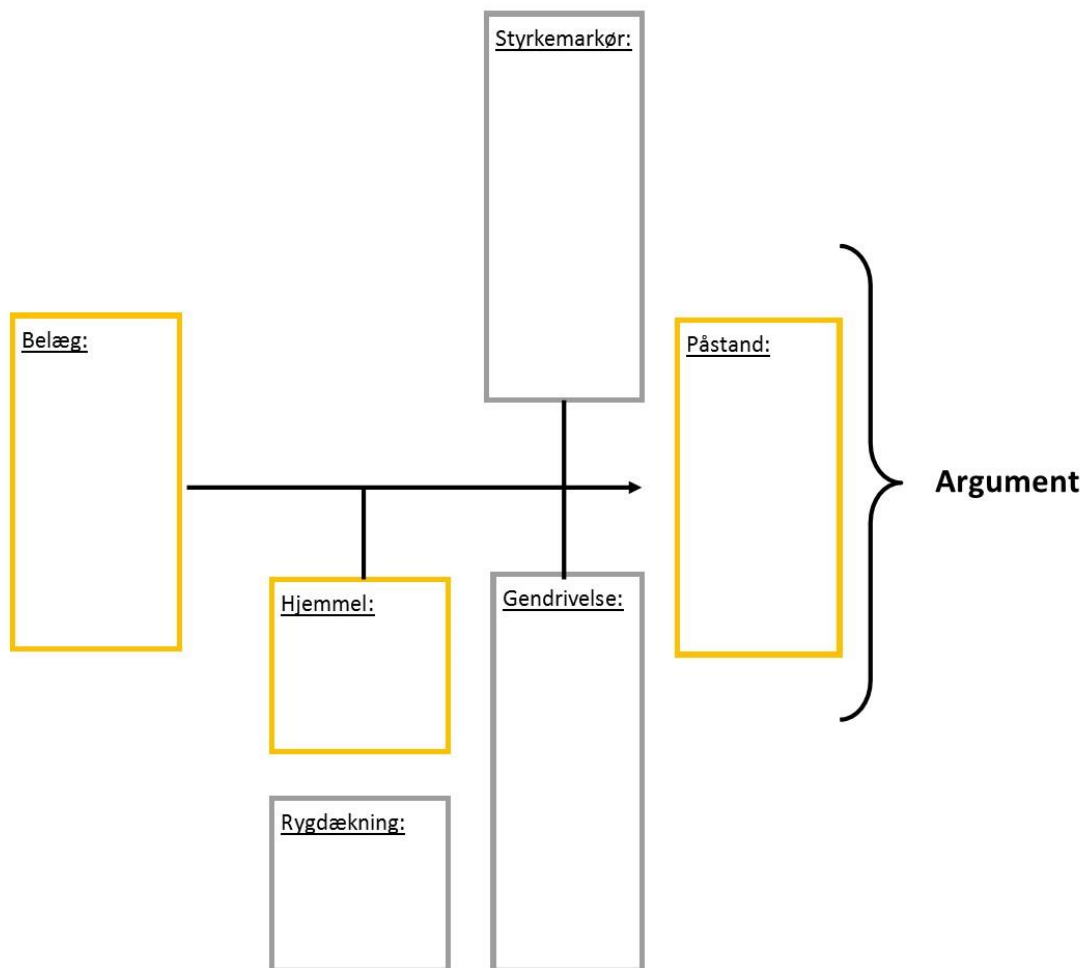 Styrkemarkør:
Belæg:
Påstand:
Argument
Hjemmel:
Gendrivelse:
Rygdækning: